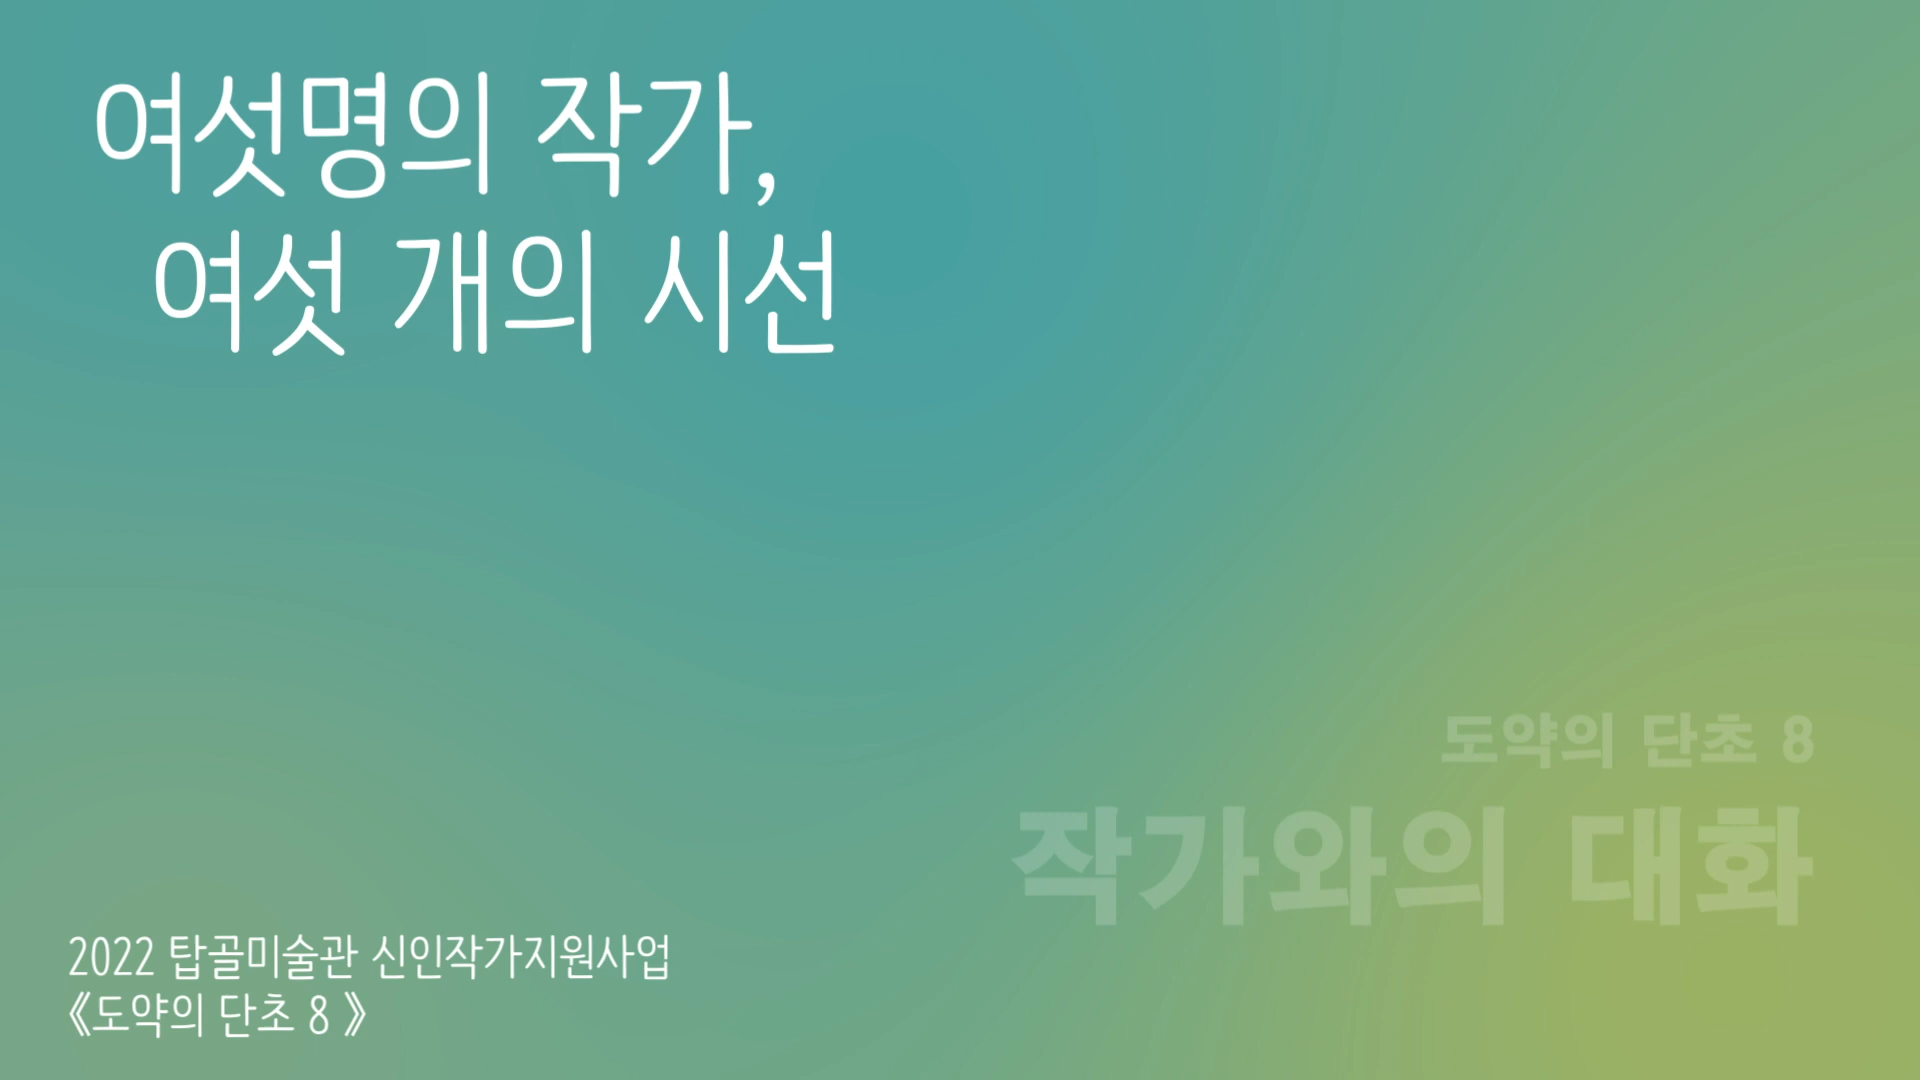 여섯명의 작가,
여섯 개의 시선
도약의 단초 8
작가와의 대화
2022 탑골미술관 신인작가지원사업
《도약의 단초 8 》